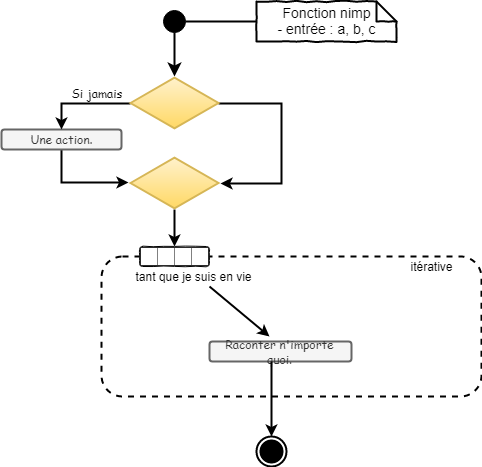 Fonction nimp
- entrée : a, b, c
Si jamais
Une action.
itérative
tant que je suis en vie
Raconter n'importe
quoi.